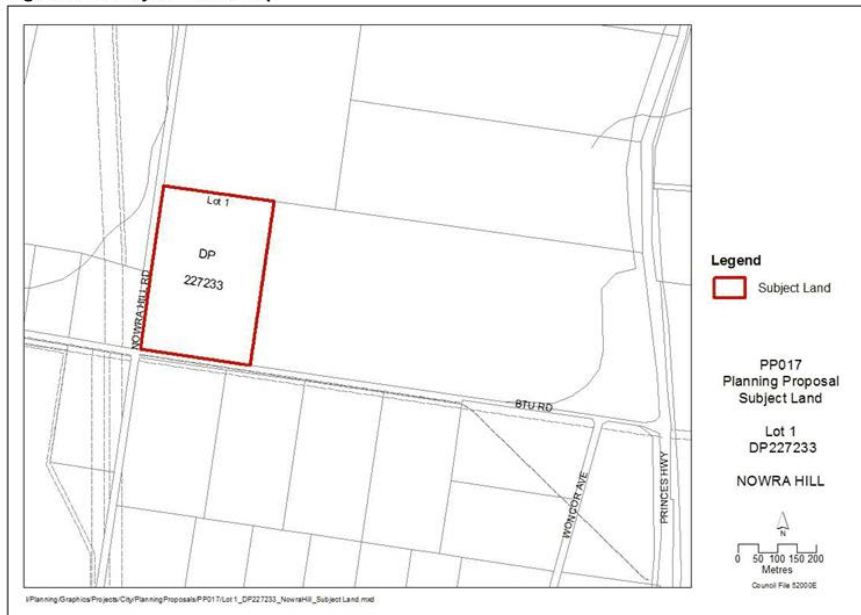 Lot 1
DP
227233
NOWRA HILL RD
BTU RD
WONCOR AVE
PRINCES HWY
Legend
Subject Land
PP017
Planning Proposal
Subject Land
Lot 1
DP227233
NOWRA HILL
N
0 50 100 150 200
Metres
Council File 52000E
I/Planning/Graphics/Projects/City/PlanningProposals/PP017/Lot 1_DP227233_NowraHill_Subject Land.mxd